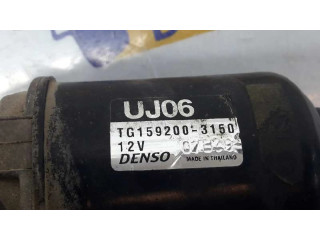 UJ06
TG159200-3150
12V
DENSO MADE IN THAILAND